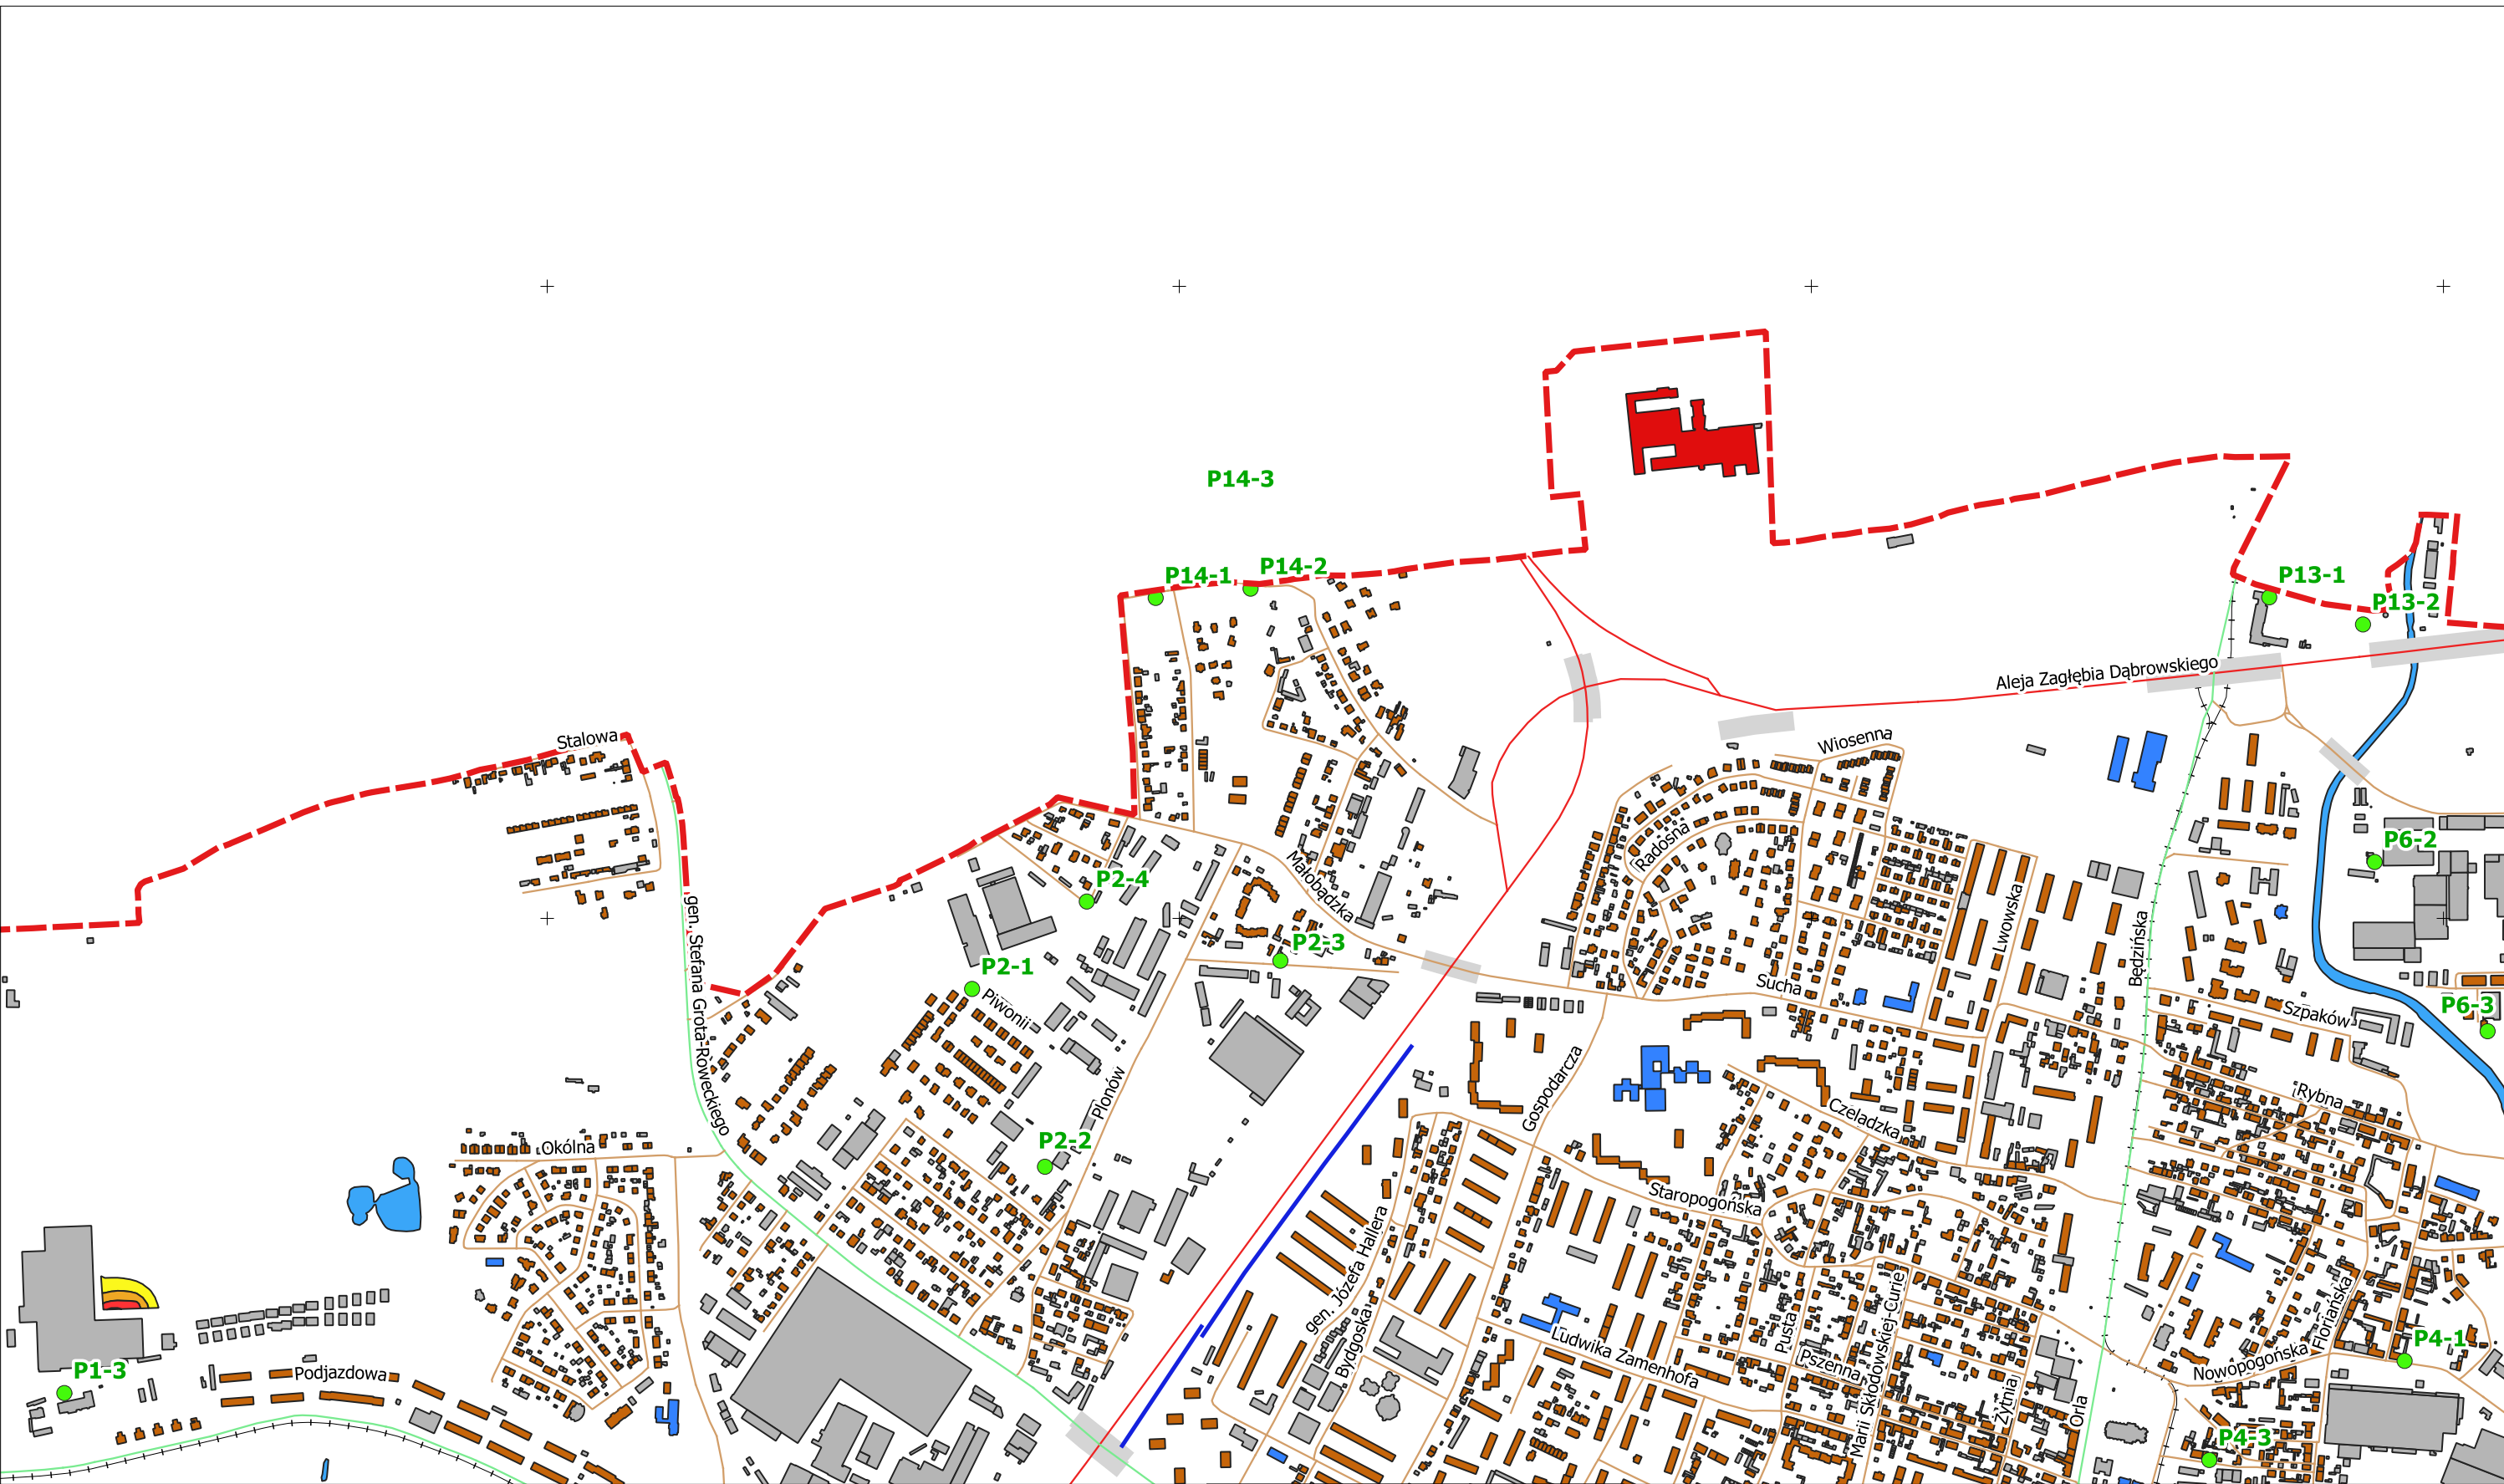 P14-3
P14-1
P14-2
P13-1
P13-2
Aleja Zagłębia Dąbrowskiego
Stalowa
Wiosenna
Radosna
P6-2
Małobądzka
P2-4
gen. Stefana Grota-Roweckiego
Lwowska
Będzińska
P2-3
P2-1
Piwonii
Sucha
Szpaków
P6-3
Plonów
Gospodarcza
Czeladzka
Rybna
Okólna
P2-2
Staropogońska
gen. Józefa Hallera
Bydgoska
Ludwika Zamenhofa
Pusta
Pszenna
Marii Skłodowskiej-Curie
Żytnia
Orla
Floriańska
Nowopogońska
P4-1
P1-3
Podjazdowa
P4-3